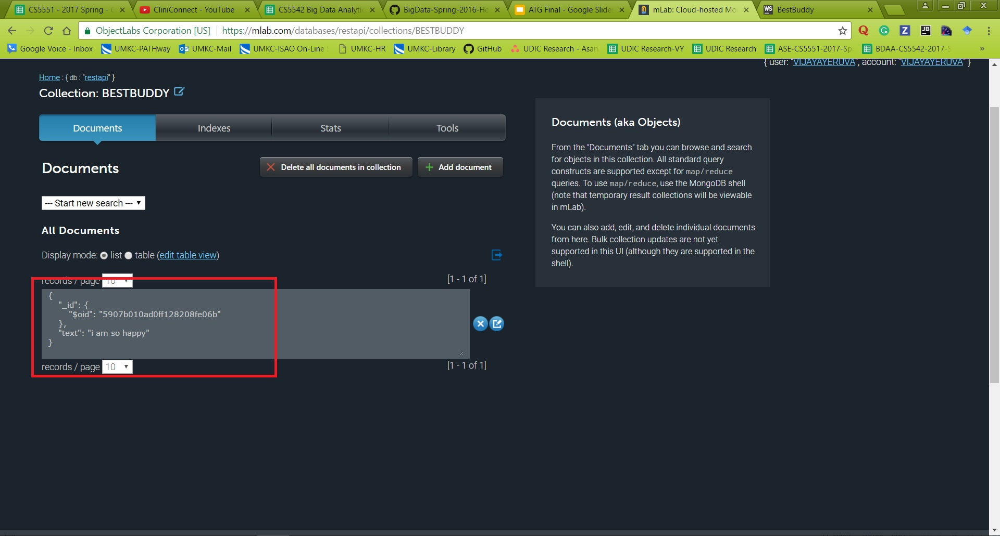 CS5551 - 2017 Spring - G
CliniConnect - YouTube
CS5542 Big Data Analytic
BigData-Spring-2016-He
ATG Final - Google Slides
mLab: Cloud-hosted Mo
WS BestBuddy
ObjectLabs Corporation [US] https://mlab.com/databases/restapi/collections/BESTBUDDY
Google Voice - Inbox
UMKC-PATHway
UMKC-Mail
UMKC-ISAO On-Line
UMKC-HR
UMKC-Library
GitHub
UDIC Research - Asan
UDIC Research-VY
UDIC Research
ASE-CS5551-2017-Sp
BDAA-CS5542-2017-S
»
{ user: "VIJAYAYERUVA", account: "VIJAYAYERUVA" }
Home : { db : "restapi" }
Collection: BESTBUDDY
Documents
Indexes
Stats
Tools
Documents
Delete all documents in collection
Add document
--- Start new search ---
All Documents
Display mode: list table (edit table view)
records / page 10
[1 - 1 of 1]
{
"_id": {
"$oid": "5907b010ad0ff128208fe06b"
},
"text": "i am so happy"
}
records / page 10
[1 - 1 of 1]
Documents (aka Objects)
From the "Documents" tab you can browse and search
for objects in this collection. All standard query
constructs are supported except for map/reduce
queries. To use map/reduce, use the MongoDB shell
(note that temporary result collections will be viewable
in mLab).
You can also add, edit, and delete individual documents
from here. Bulk collection updates are not yet
supported in this UI (although they are supported in the
shell).